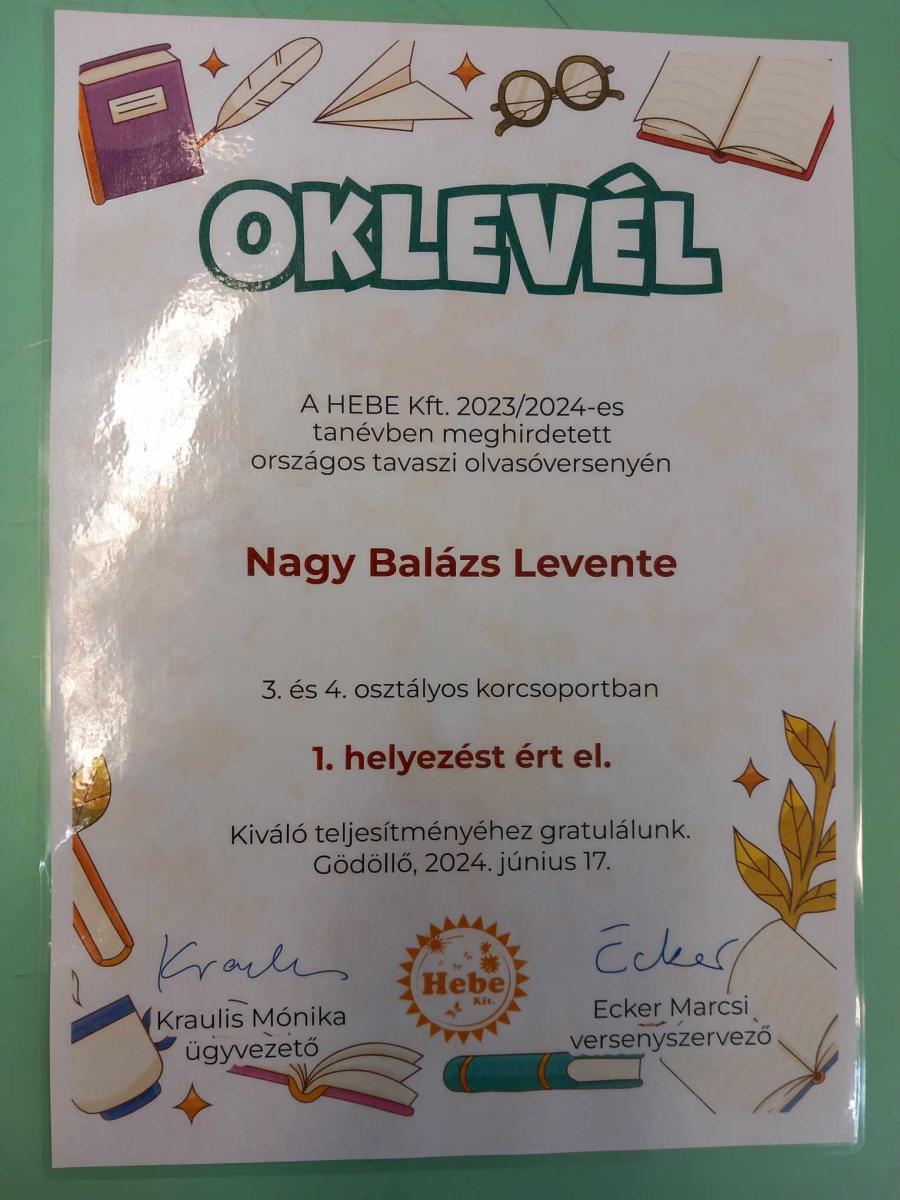 OKLEVÉL
A HEBE Kft. 2023/2024-es
tanévben meghirdetett
országos tavaszi olvasóversenyén
Nagy Balázs Levente
3. és 4. osztályos korcsoportban
1. helyezést ért el.
Kiváló teljesítményéhez gratulálunk.
Gödöllő, 2024. június 17.
Kraulis
Ecker
Hebe
Kft.
Kraulis Mónika
ügyvezető
Ecker Marcsi
versenyszervező